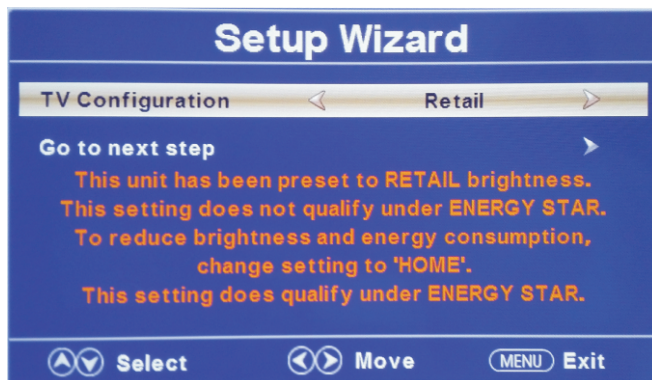 Setup Wizard
TV Configuration Retail
Go to next step
This unit has been preset to RETAIL brightness.
This setting does not qualify under ENERGY STAR.
To reduce brightness and energy consumption,
change setting to 'HOME'.
This setting does qualify under ENERGY STAR.
Select Move MENU Exit